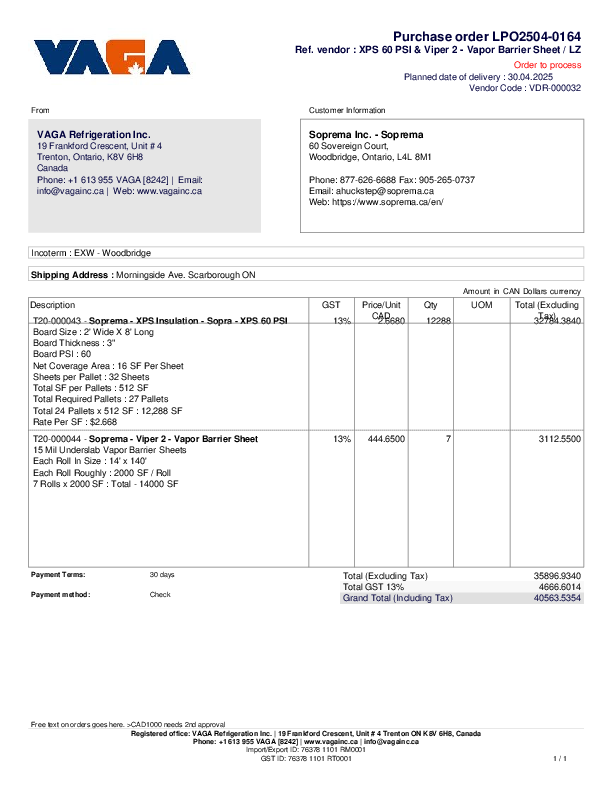 VAGA
Purchase order LPO2504-0164
Ref. vendor : XPS 60 PSI & Viper 2 - Vapor Barrier Sheet / LZ
Order to process
Planned date of delivery : 30.04.2025
Vendor Code : VDR-000032
From
Customer Information
VAGA Refrigeration Inc.
19 Frankford Crescent, Unit # 4
Trenton, Ontario, K8V 6H8
Canada
Phone: +1 613 955 VAGA [8242] | Email:
info@vagainc.ca | Web: www.vagainc.ca
Soprema Inc. - Soprema
60 Sovereign Court,
Woodbridge, Ontario, L4L 8M1
Phone: 877-626-6688 Fax: 905-265-0737
Email: ahuckstep@soprema.ca
Web: https://www.soprema.ca/en/
Incoterm : EXW - Woodbridge
Shipping Address : Morningside Ave. Scarborough ON
Amount in CAN Dollars currency
Description GST Price/Unit CAD Qty UOM Total (Excluding Tax)
T20-000043 - Soprema - XPS Insulation - Sopra - XPS 60 PSI 13% 2.6680 12288 32784.3840
Board Size : 2' Wide X 8' Long
Board Thickness : 3"
Board PSI : 60
Net Coverage Area : 16 SF Per Sheet
Sheets per Pallet : 32 Sheets
Total SF per Pallets : 512 SF
Total Required Pallets : 27 Pallets
Total 24 Pallets x 512 SF : 12,288 SF
Rate Per SF : $2.668
T20-000044 - Soprema - Viper 2 - Vapor Barrier Sheet 13% 444.6500 7 3112.5500
15 Mil Underslab Vapor Barrier Sheets
Each Roll In Size : 14' x 140'
Each Roll Roughly : 2000 SF / Roll
7 Rolls x 2000 SF : Total - 14000 SF
Payment Terms: 30 days
Payment method: Check
Total (Excluding Tax) 35896.9340
Total GST 13% 4666.6014
Grand Total (Including Tax) 40563.5354
Free text on orders goes here. >CAD1000 needs 2nd approval
Registered office: VAGA Refrigeration Inc. | 19 Frankford Crescent, Unit # 4 Trenton ON K8V 6H8, Canada
Phone: +1 613 955 VAGA [8242] | www.vagainc.ca | info@vagainc.ca
Import/Export ID: 76378 1101 RM0001
GST ID: 76378 1101 RT0001
1 / 1